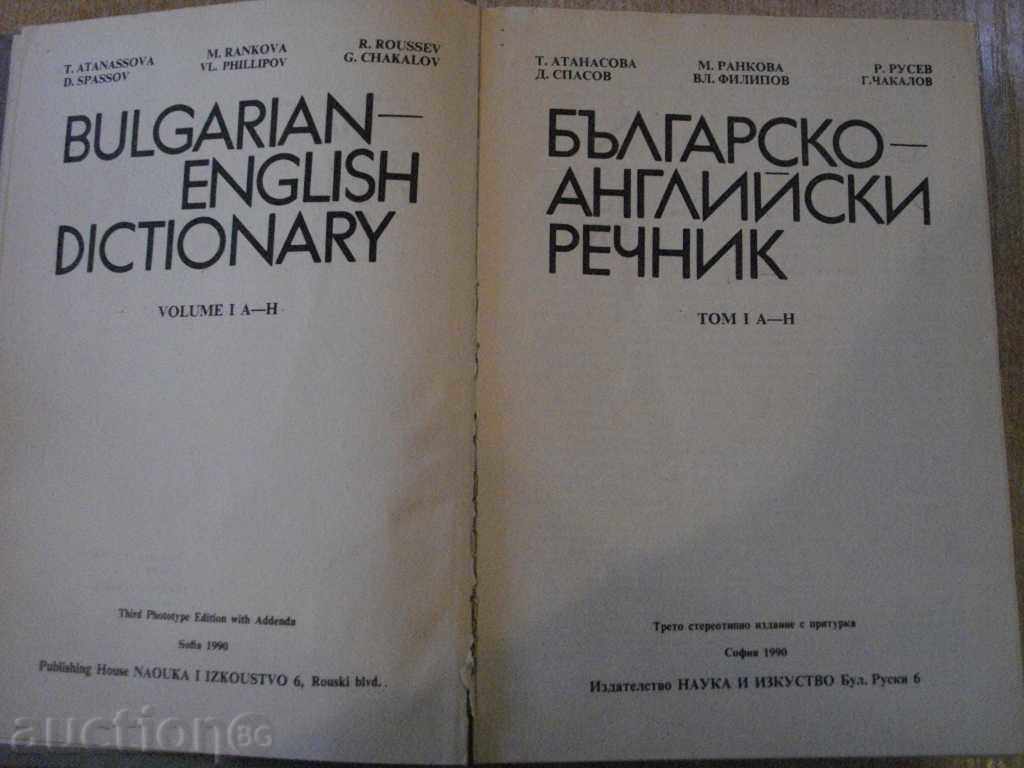 T. ATANASSOVA M. RANKOVA R. ROUSSEV
D. SPASSOV VL. PHILLIPOV G. CHAKALOV
BULGARIAN—
ENGLISH
DICTIONARY
VOLUME I A—H
Third Phototype Edition with Addenda
Sofia 1990
Publishing House NAOUKA I IZKOUSTVO 6, Rouski blvd..
Т. АТАНАСОВА М. РАНКОВА Р. РУСЕВ
Д. СПАСОВ ВЛ. ФИЛИПОВ Г. ЧАКАЛОВ
БЪЛГАРСКО—
АНГЛИЙСКИ
РЕЧНИК
ТОМ I А—Н
Трето стереотипно издание с притурка
София 1990
Издателство НАУКА И ИЗКУСТВО Бул. Руски 6
auctionBG